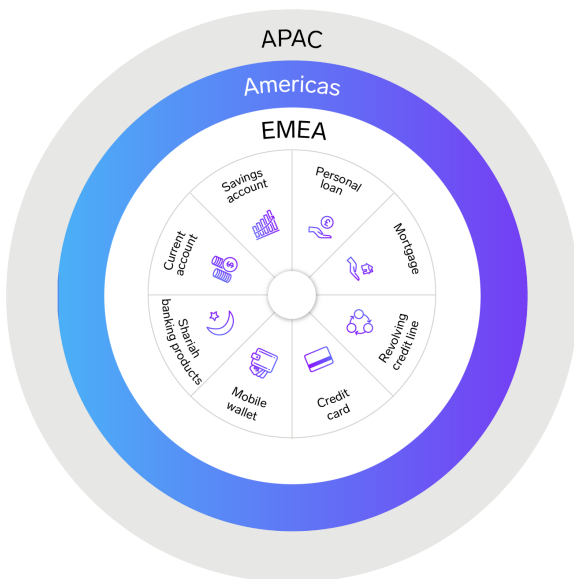 APAC
Americas
EMEA
Savings
account
Personal
loan
Current
account
Mortgage
$
£
Shariah
banking products
Revolving
credit line
Mobile
wallet
Credit
card